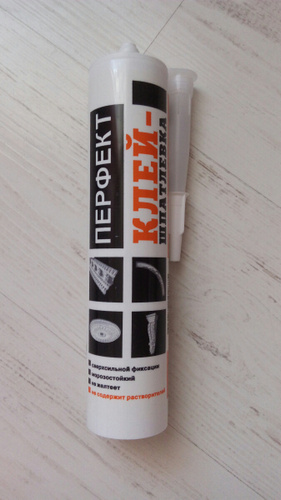 ПЕРФЕКТ
КЛЕЙ-
ШПАТЛЕВКА
сверхсильной фиксации
морозостойкий
не желтеет
не содержит растворителей